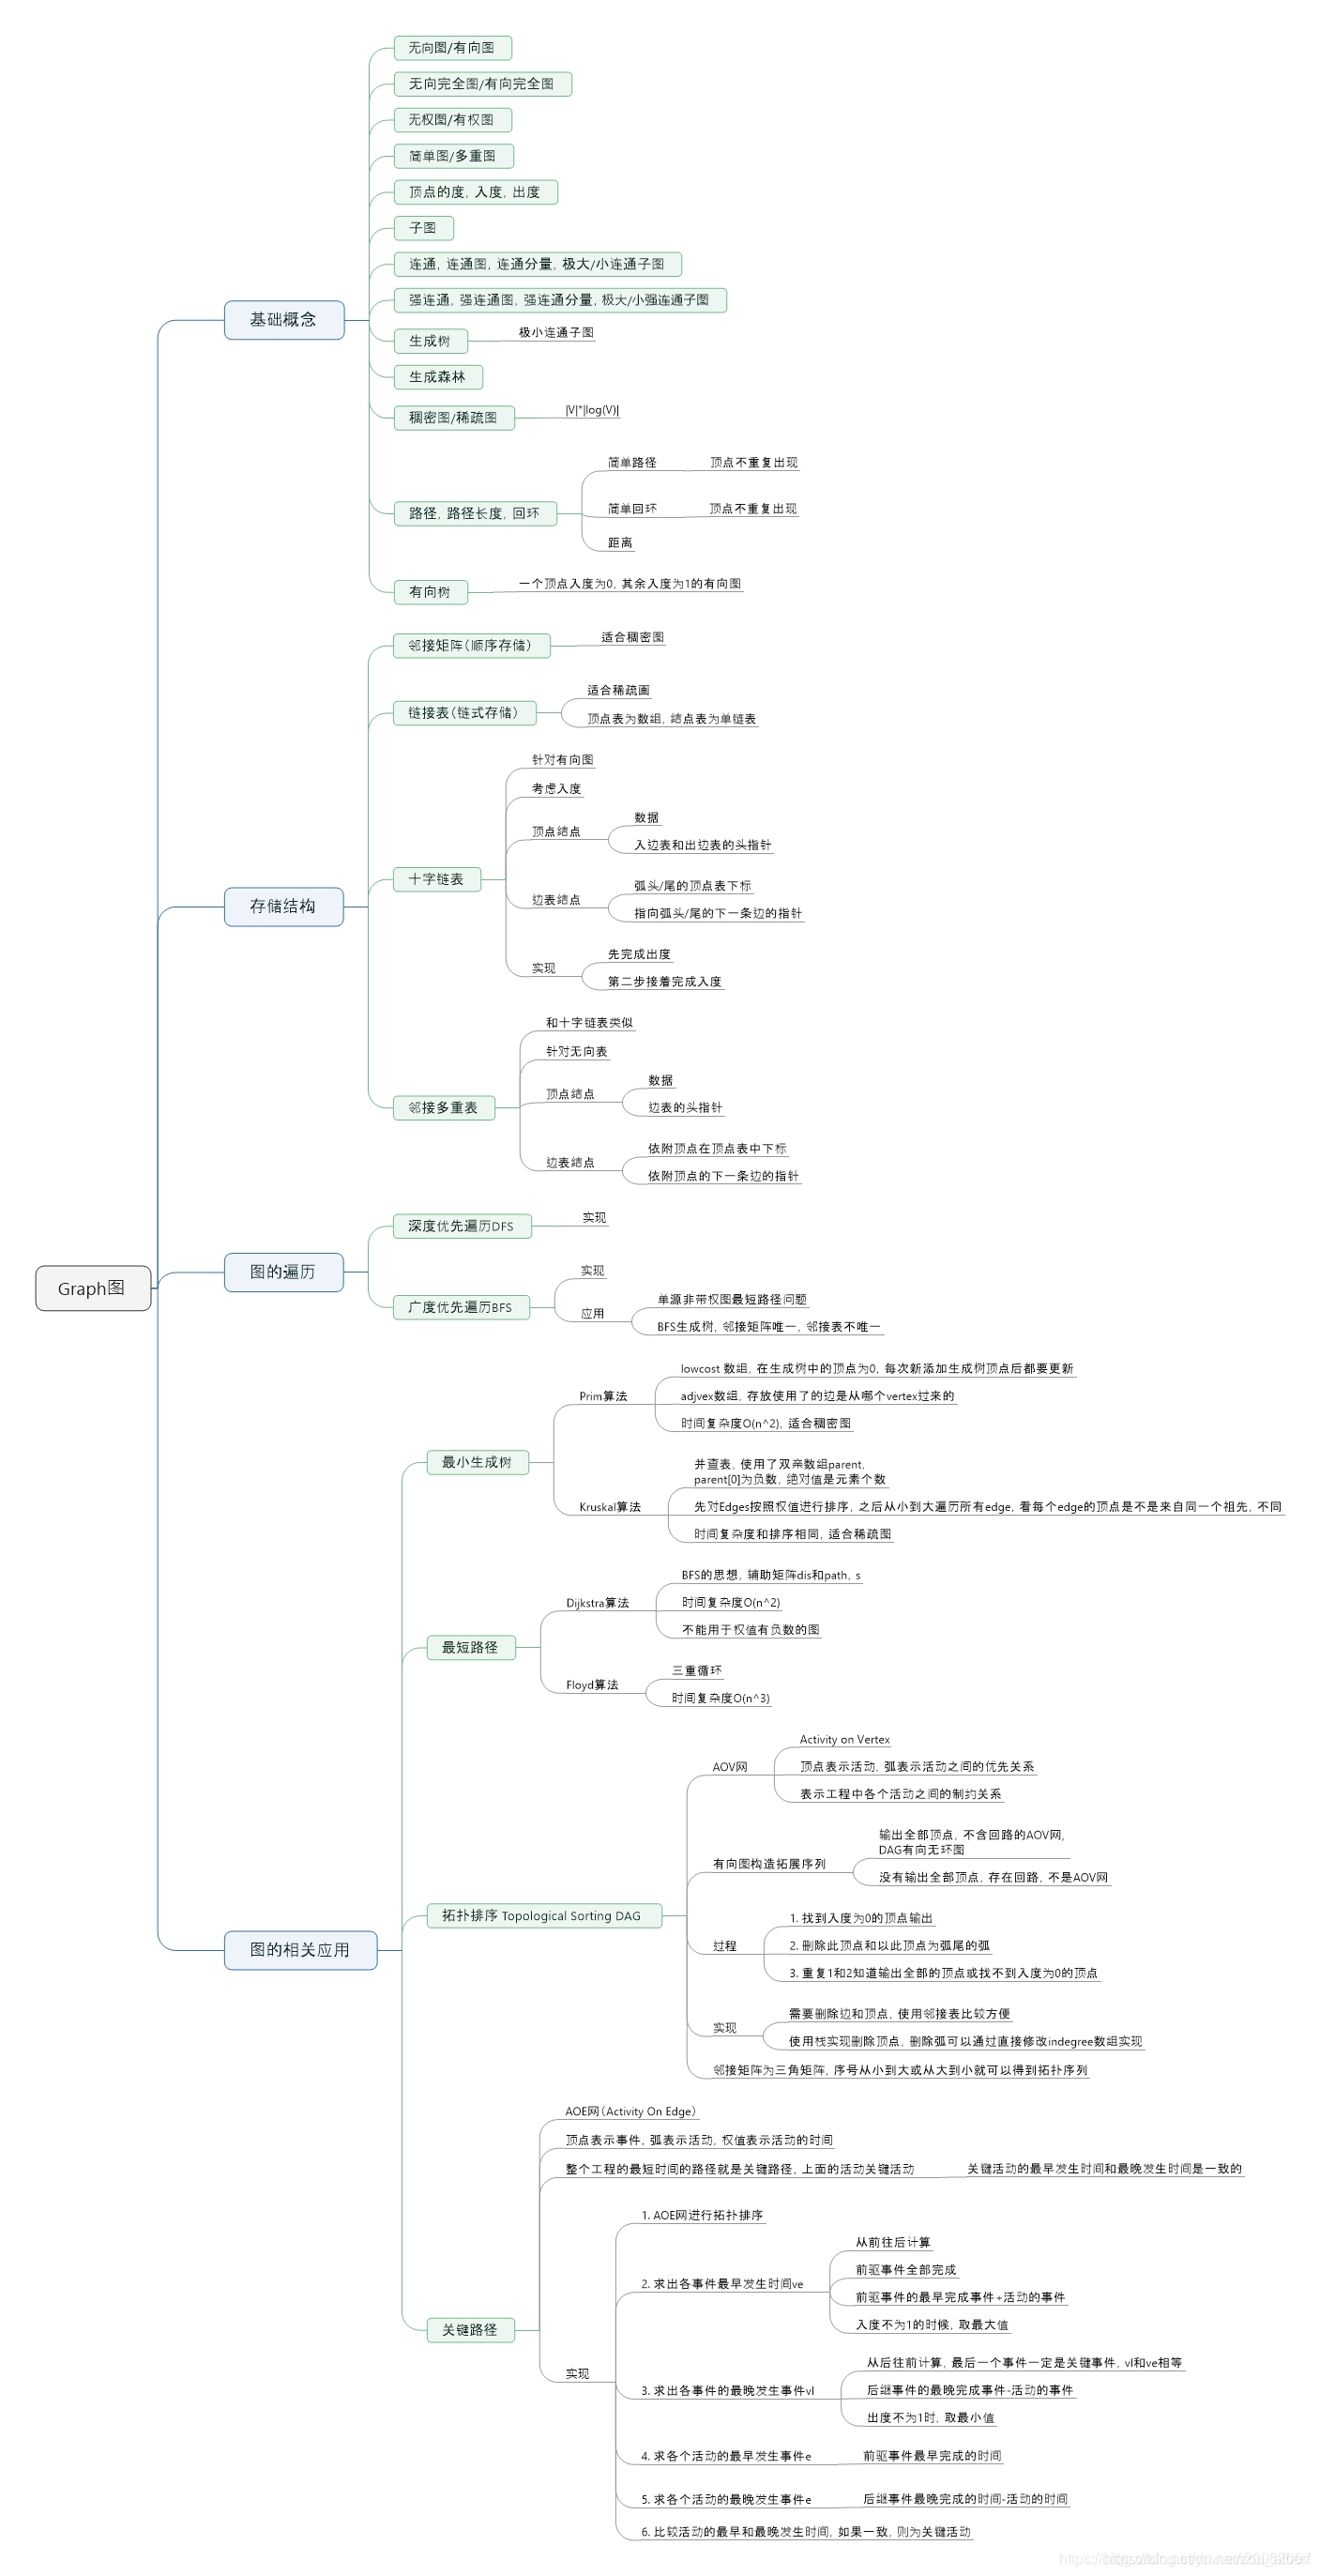 无向图/有向图
无向完全图/有向完全图
无权图/有权图
简单图/多重图
顶点的度, 入度, 出度
子图
连通, 连通图, 连通分量, 极大/小连通子图
强连通, 强连通图, 强连通分量, 极大/小强连通子图
基础概念
生成树
极小连通子图
生成森林
稠密图/稀疏图
|V|*|log(V)|
路径, 路径长度, 回环
简单路径
顶点不重复出现
简单回环
顶点不重复出现
距离
有向树
一个顶点入度为0, 其余入度为1的有向图
存储结构
邻接矩阵（顺序存储）
适合稠密图
链接表（链式存储）
适合稀疏画
顶点表为数组, 结点表为单链表
十字链表
针对有向图
考虑入度
顶点结点
数据
入边表和出边表的头指针
边表结点
弧头/尾的顶点表下标
指向弧头/尾的下一条边的指针
实现
先完成出度
第二步接着完成入度
邻接多重表
和十字链表类似
针对无向表
顶点结点
数据
边表的头指针
边表结点
依附顶点在顶点表中下标
依附顶点的下一条边的指针
Graph图
图的遍历
深度优先遍历DFS
实现
广度优先遍历BFS
实现
应用
单源非带权图最短路径问题
BFS生成树, 邻接矩阵唯一, 邻接表不唯一
图的相关应用
最小生成树
Prim算法
lowcost 数组, 在生成树中的顶点为0, 每次新添加生成树顶点后都要更新
adjvex数组, 存放使用了的边是从哪个vertex过来的
时间复杂度O(n^2), 适合稠密图
Kruskal算法
并查表, 使用了双亲数组parent,
parent[0]为负数, 绝对值是元素个数
先对Edges按照权值进行排序, 之后从小到大遍历所有edge, 看每个edge的顶点是不是来自同一个祖先, 不同
时间复杂度和排序相同, 适合稀疏图
最短路径
Dijkstra算法
BFS的思想, 辅助矩阵dis和path, s
时间复杂度O(n^2)
不能用于权值有负数的图
Floyd算法
三重循环
时间复杂度O(n^3)
拓扑排序 Topological Sorting DAG
AOV网
Activity on Vertex
顶点表示活动, 弧表示活动之间的优先关系
表示工程中各个活动之间的制约关系
有向图构造拓展序列
输出全部顶点, 不含回路的AOV网,
DAG有向无环图
没有输出全部顶点, 存在回路, 不是AOV网
过程
1. 找到入度为0的顶点输出
2. 删除此顶点和以此顶点为弧尾的弧
3. 重复1和2知道输出全部的顶点或找不到入度为0的顶点
实现
需要删除边和顶点, 使用邻接表比较方便
使用栈实现删除顶点, 删除弧可以通过直接修改indegree数组实现
邻接矩阵为三角矩阵, 序号从小到大或从大到小就可以得到拓扑序列
关键路径
AOE网（Activity On Edge）
顶点表示事件, 弧表示活动, 权值表示活动的时间
整个工程的最短时间的路径就是关键路径, 上面的活动关键活动
关键活动的最早发生时间和最晚发生时间是一致的
实现
1. AOE网进行拓扑排序
2. 求出各事件最早发生时间ve
从前往后计算
前驱事件全部完成
前驱事件的最早完成事件+活动的事件
入度不为1的时候, 取最大值
3. 求出各事件的最晚发生事件vl
从后往前计算, 最后一个事件一定是关键事件, vl和ve相等
后继事件的最晚完成事件-活动的事件
出度不为1时, 取最小值
4. 求各个活动的最早发生事件e
前驱事件最早完成的时间
5. 求各个活动的最晚发生事件e
后继事件最晚完成的时间-活动的时间
6. 比较活动的最早和最晚发生时间, 如果一致, 则为关键活动